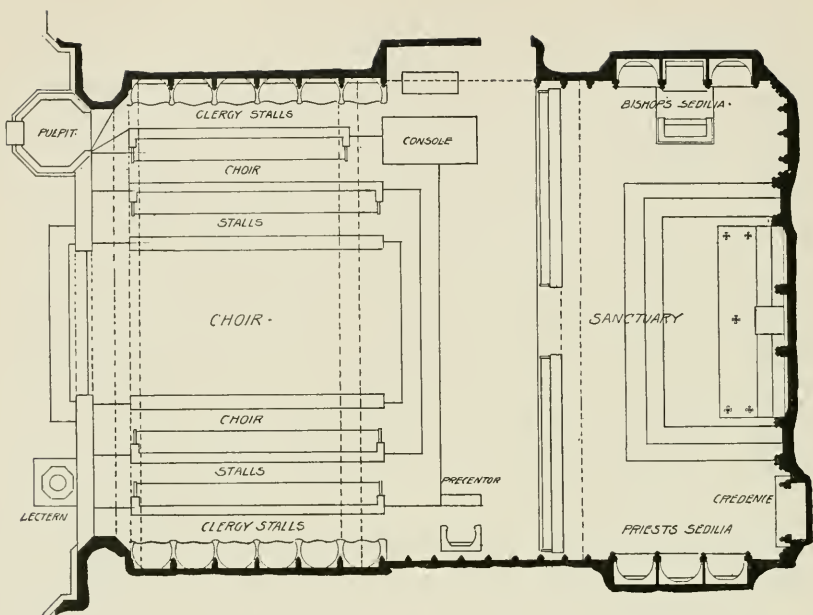 PULPIT-
CLERGY STALLS
CONSOLE
BISHOPS SEDILIA-
CHOIR
STALLS
CHOIR-
SANCTUARY
CHOIR
STALLS
PRECENTOR
LECTERN
CLERGY STALLS
CREDENCE
PRIESTS SEDILIA